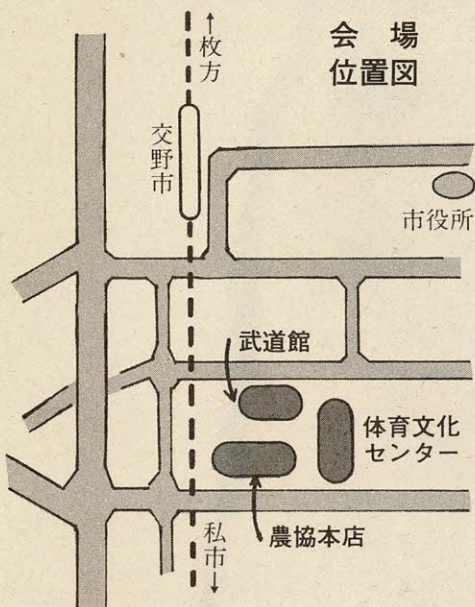 会場
位置図
↑枚方
交野市
市役所
武道館
体育文化
センター
農協本店
私市↓